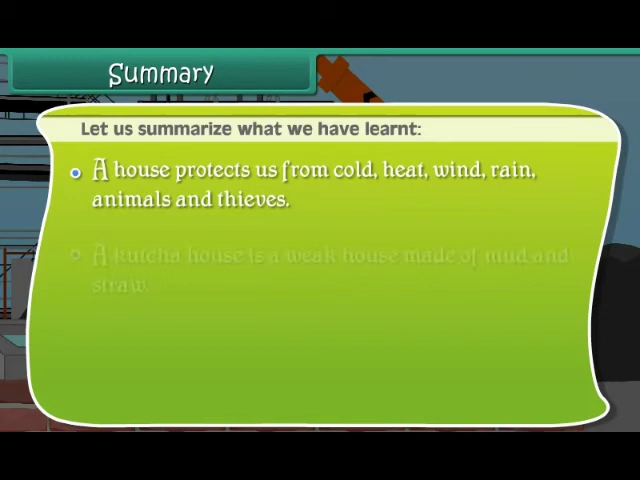 Summary
Let us summarize what we have learnt:
A house protects us from cold, heat, wind, rain,
animals and thieves.
A kutcha house is a weak house made of mud and
straw.